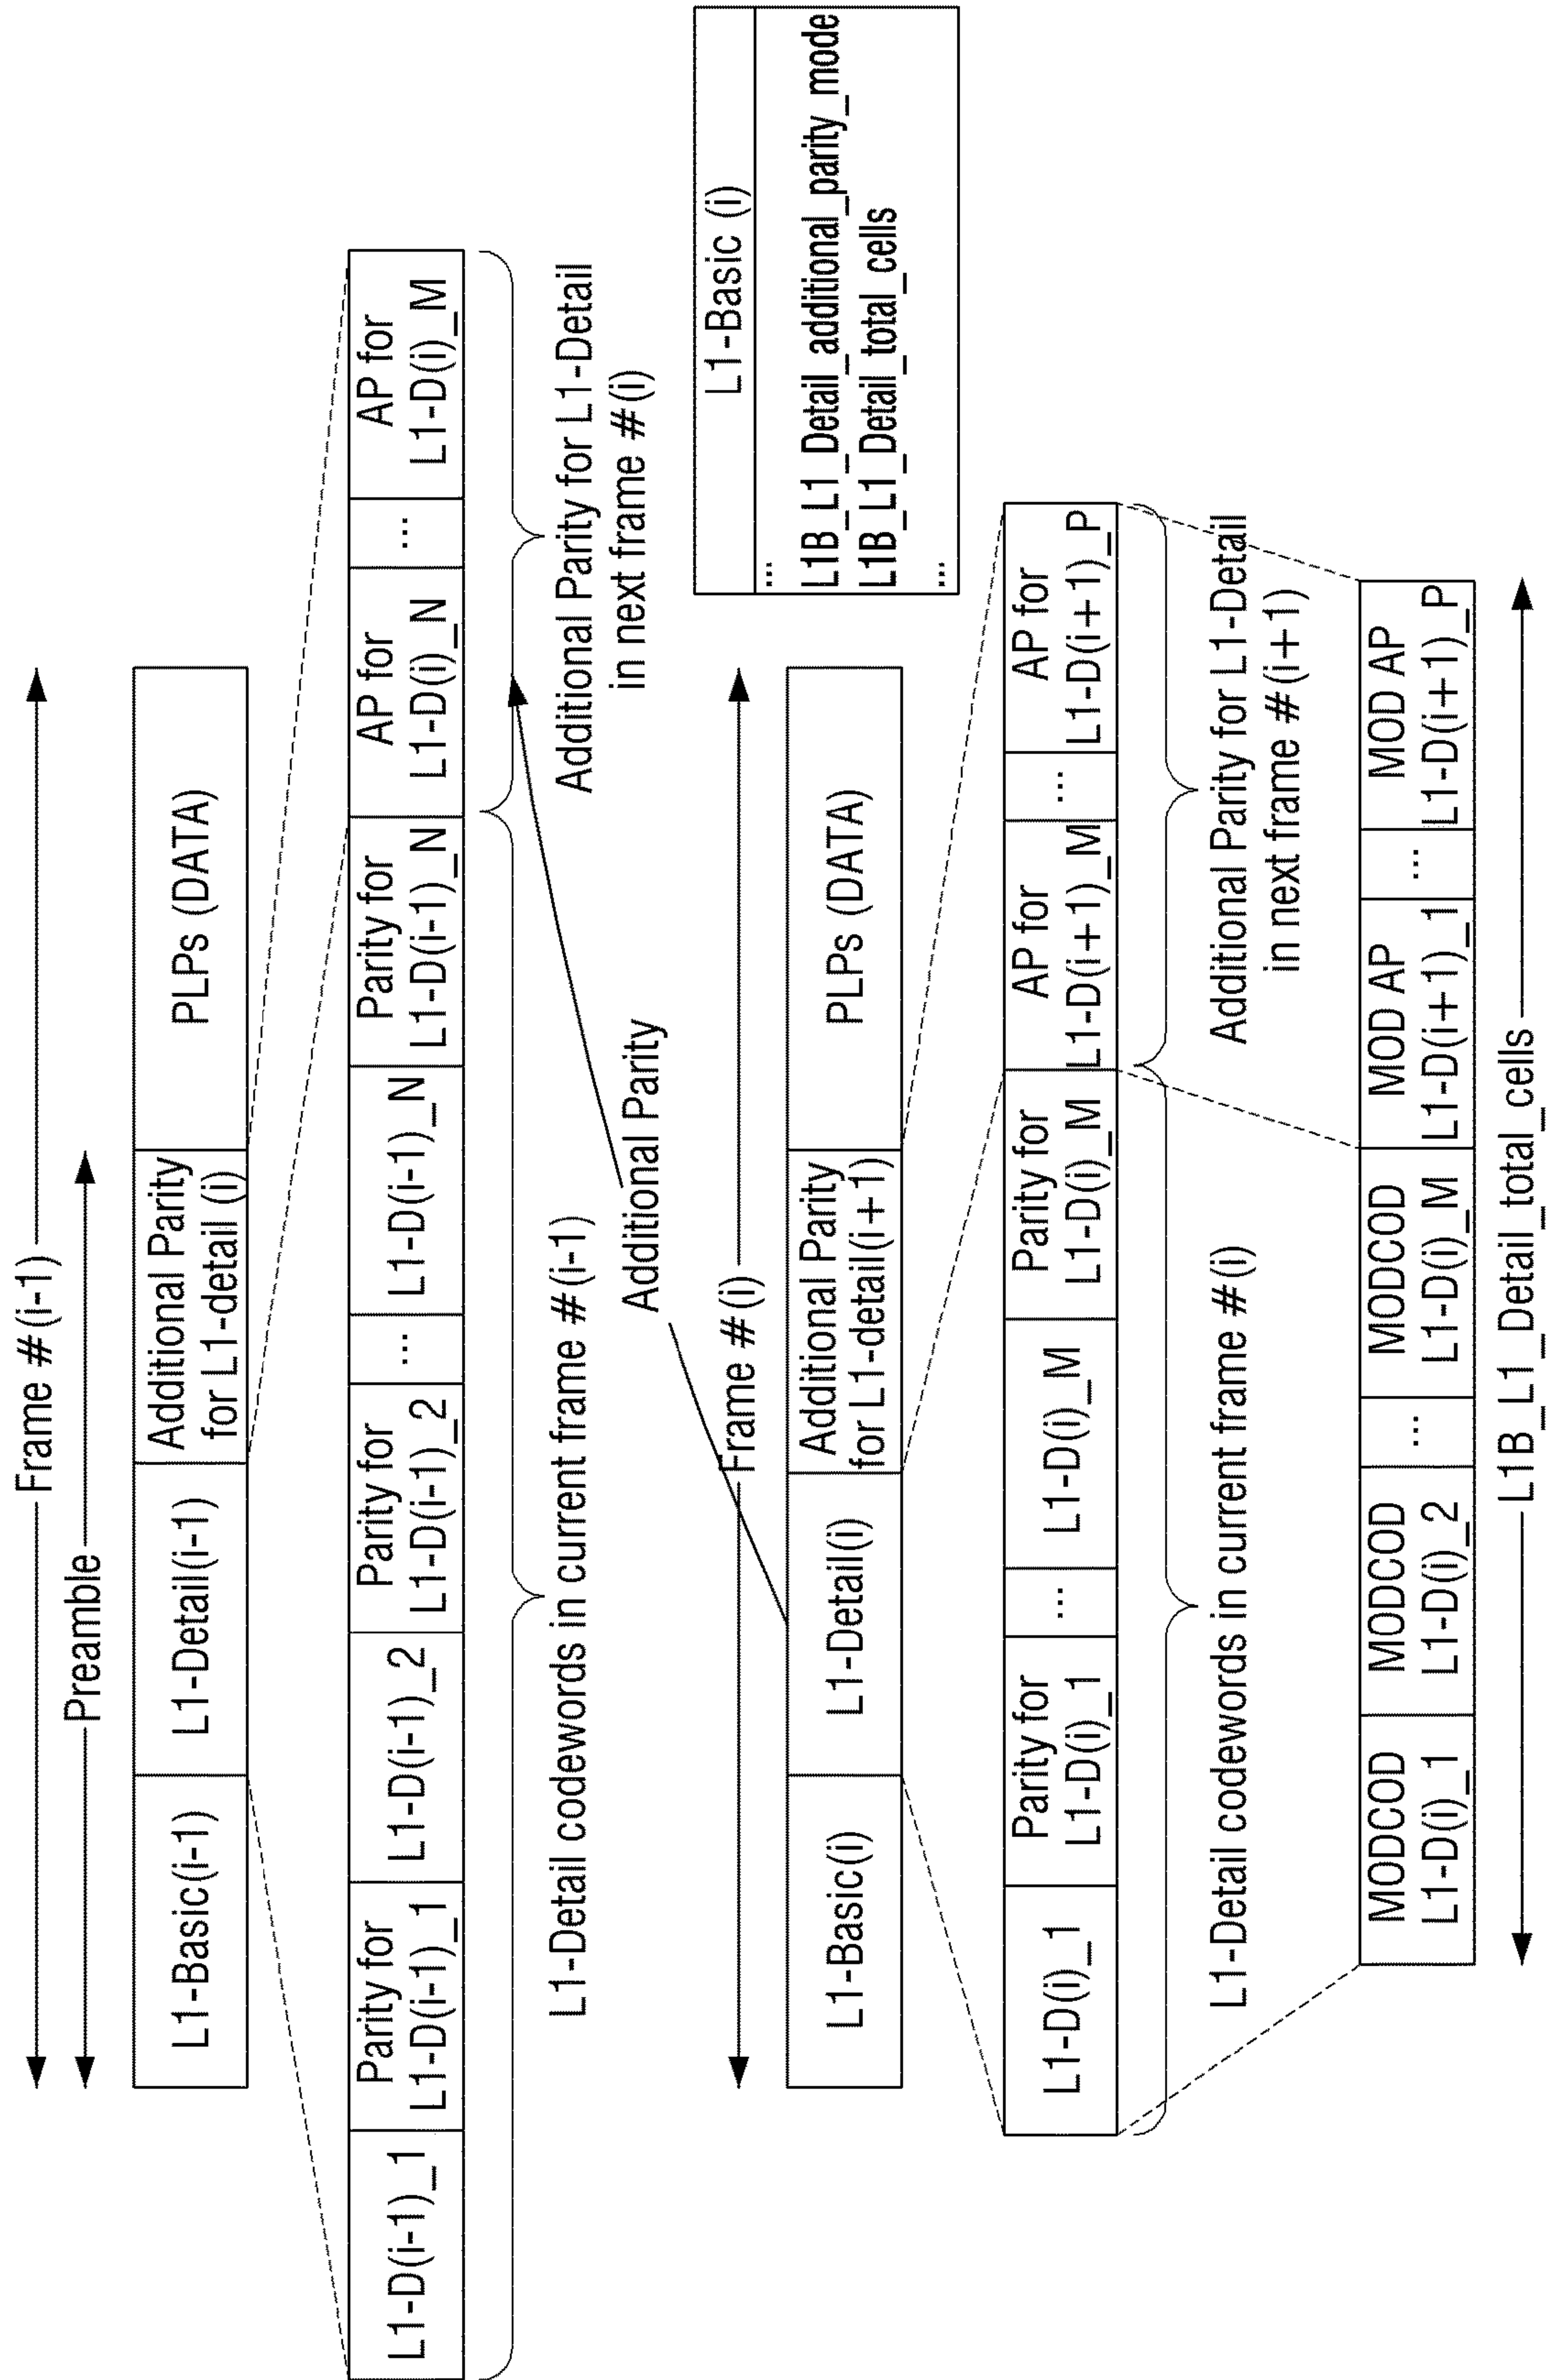 Frame #(i-1)
Preamble
L1-Basic(i-1)
L1-Detail(i-1)
Additional Parity
for L1-detail (i)
PLPs (DATA)
L1-D(i-1)_1
Parity for
L1-D(i-1)_1
L1-D(i-1)_2
Parity for
L1-D(i-1)_2
...
L1-D(i-1)_N
Parity for
L1-D(i-1)_N
AP for
L1-D(i)_N
...
AP for
L1-D(i)_M
L1-Detail codewords in current frame #(i-1)
Additional Parity for L1-Detail
in next frame #(i)
Additional Parity
Frame #(i)
L1-Basic(i)
L1-Detail(i)
Additional Parity
for L1-detail(i+1)
PLPs (DATA)
L1-Basic (i)
...
L1B_L1_Detail_additional_parity_mode
L1B_L1_Detail_total_cells
...
L1-D(i)_1
Parity for
L1-D(i)_1
...
L1-D(i)_M
Parity for
L1-D(i)_M
AP for
L1-D(i+1)_M
...
AP for
L1-D(i+1)_P
L1-Detail codewords in current frame #(i)
Additional Parity for L1-Detail
in next frame #(i+1)
MODCOD
L1-D(i)_1
MODCOD
L1-D(i)_2
...
MODCOD
L1-D(i)_M
MOD AP
L1-D(i+1)_1
...
MOD AP
L1-D(i+1)_P
L1B_L1_Detail_total_cells